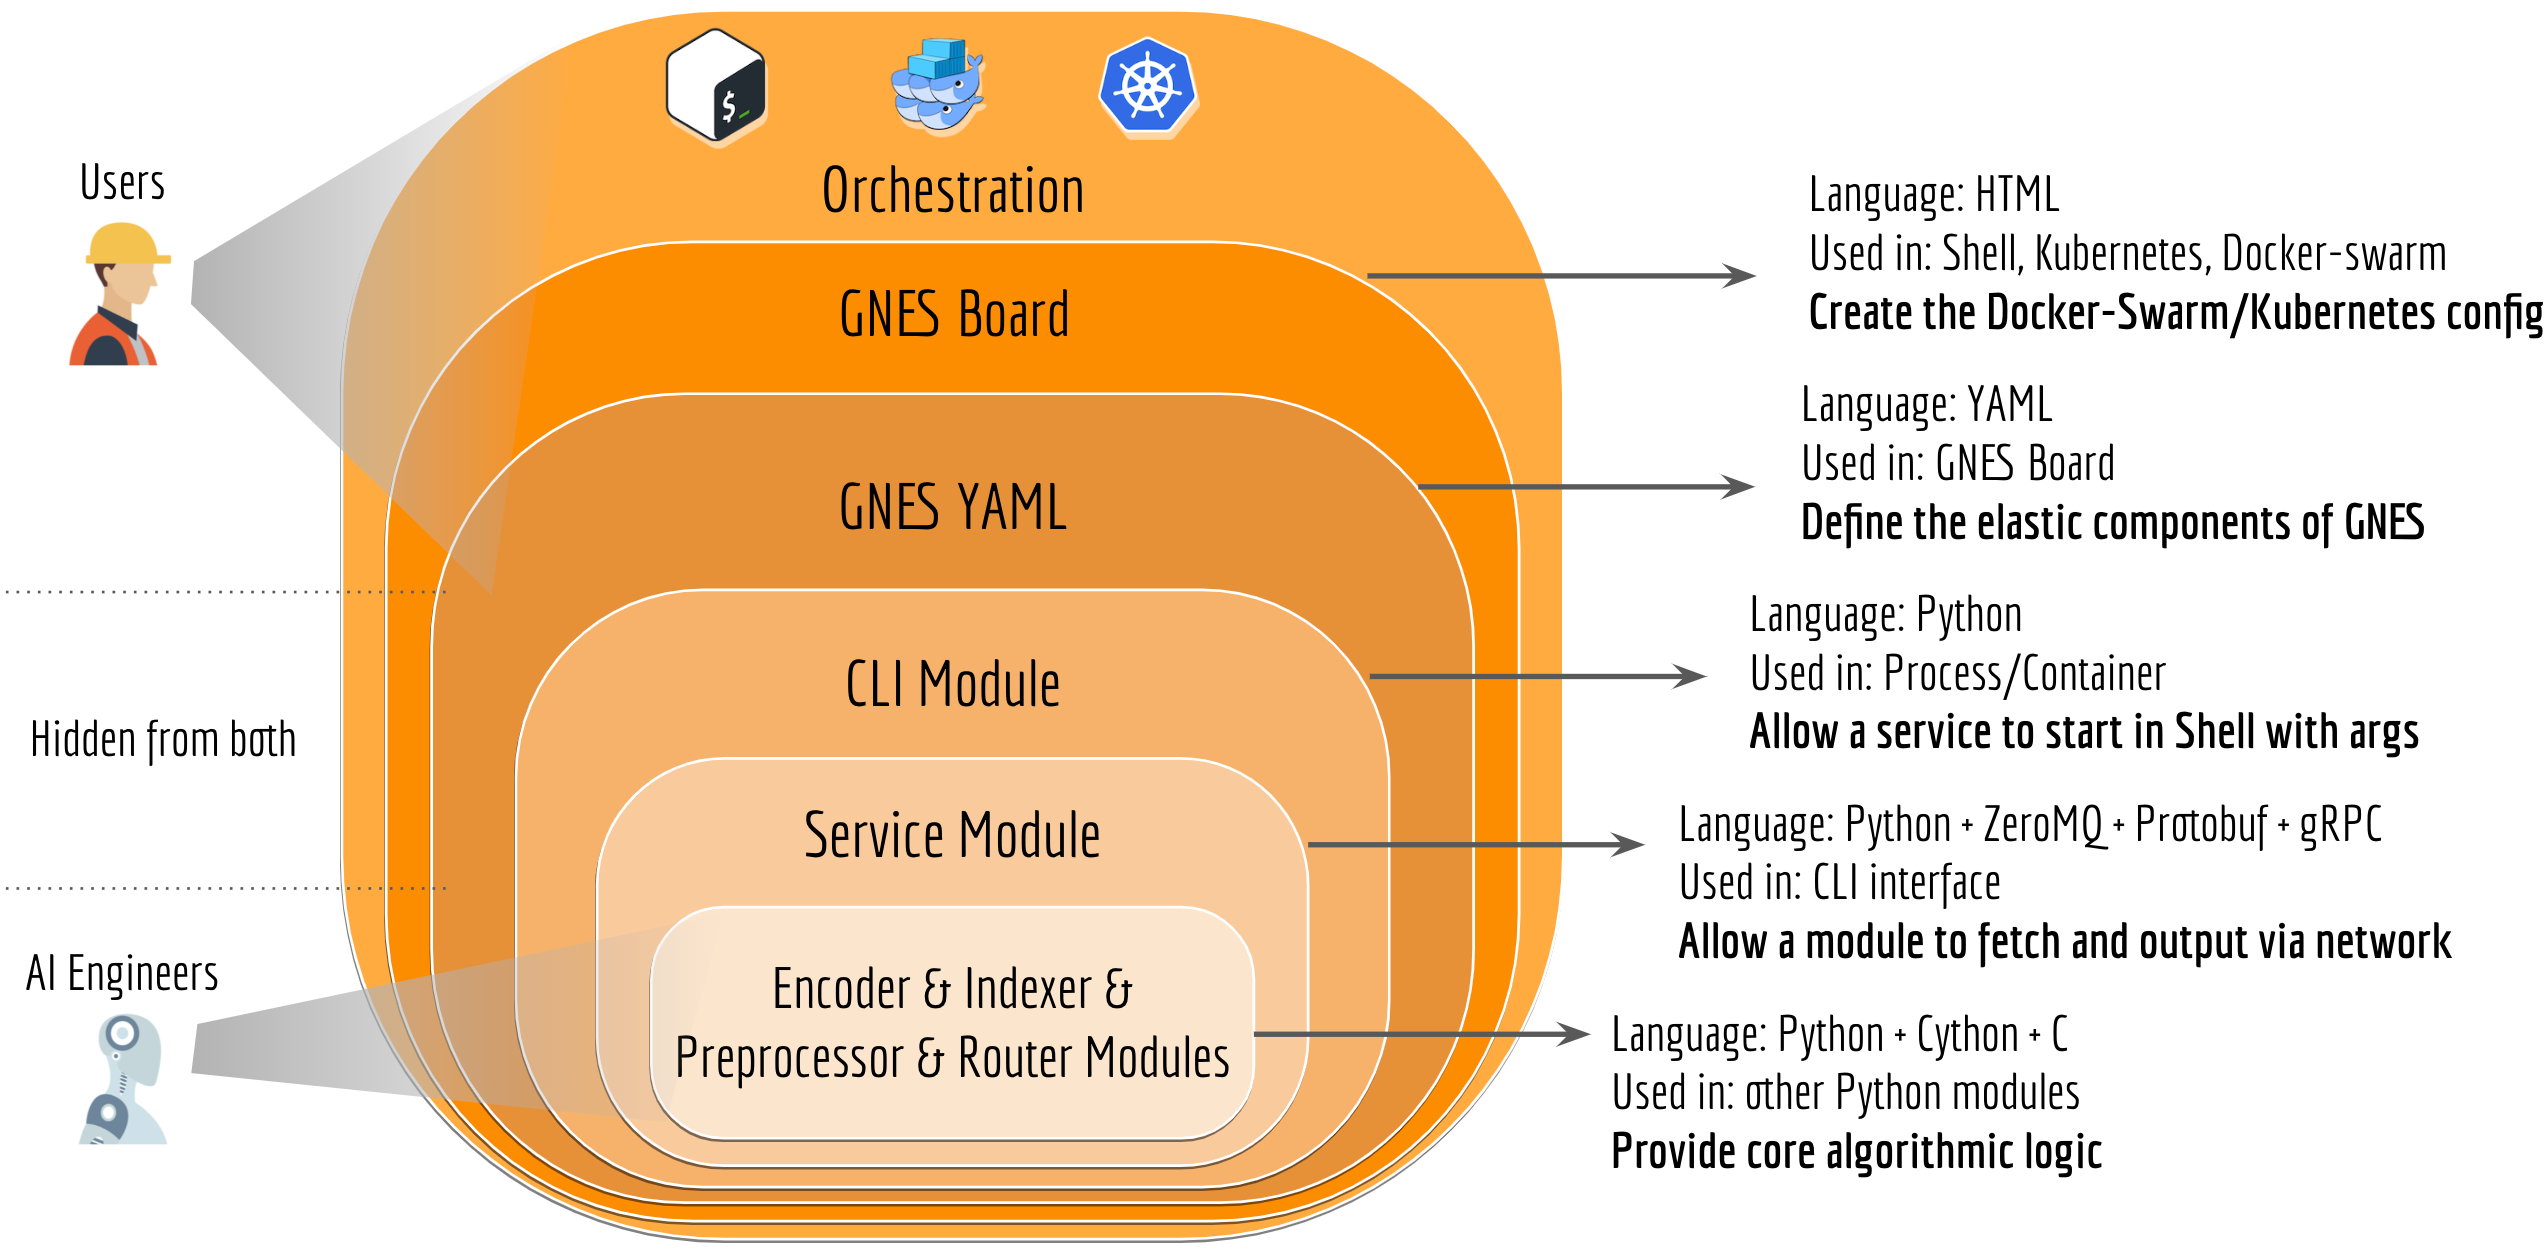 $_
Orchestration
Users
GNES Board
Language: HTML
Used in: Shell, Kubernetes, Docker-swarm
Create the Docker-Swarm/Kubernetes config
GNES YAML
Language: YAML
Used in: GNES Board
Define the elastic components of GNES
Hidden from both
CLI Module
Language: Python
Used in: Process/Container
Allow a service to start in Shell with args
Service Module
Language: Python + ZeroMQ + Protobuf + gRPC
Used in: CLI interface
Allow a module to fetch and output via network
AI Engineers
Encoder & Indexer &
Preprocessor & Router Modules
Language: Python + Cython + C
Used in: other Python modules
Provide core algorithmic logic